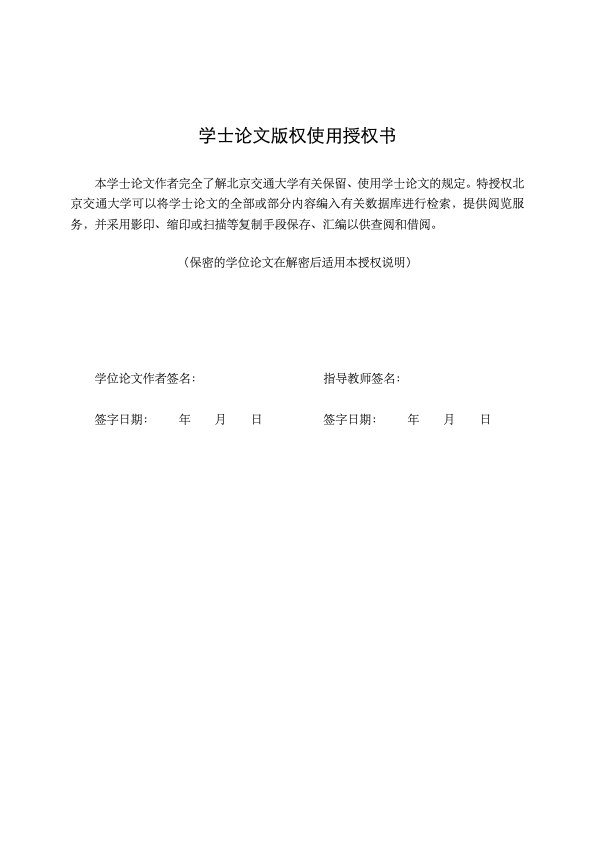 学士论文版权使用授权书
本学士论文作者完全了解北京交通大学有关保留、使用学士论文的规定。特授权北
京交通大学可以将学士论文的全部或部分内容编入有关数据库进行检索，提供阅览服
务，并采用影印、缩印或扫描等复制手段保存、汇编以供查阅和借阅。
（保密的学位论文在解密后适用本授权说明）
学位论文作者签名： 指导教师签名：
签字日期： 年 月 日 签字日期： 年 月 日